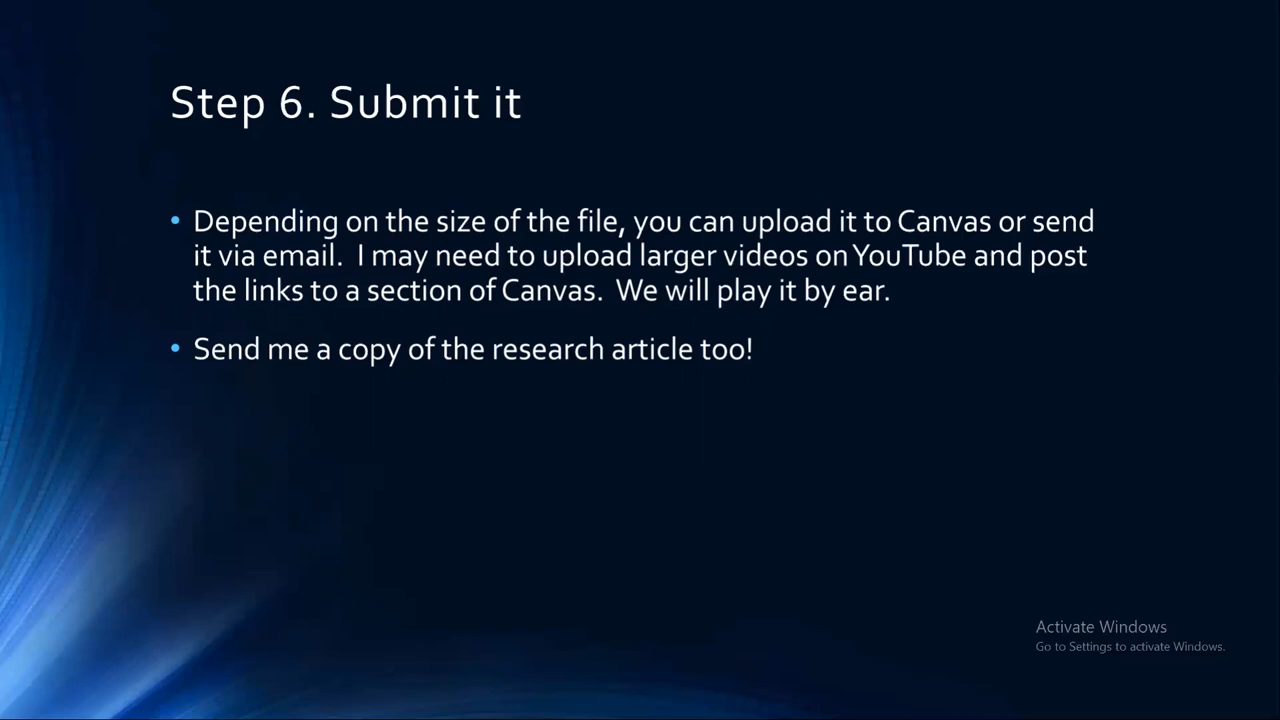 Step 6. Submit it
• Depending on the size of the file, you can upload it to Canvas or send
it via email.  I may need to upload larger videos on YouTube and post
the links to a section of Canvas.  We will play it by ear.
• Send me a copy of the research article too!
Activate Windows
Go to Settings to activate Windows.